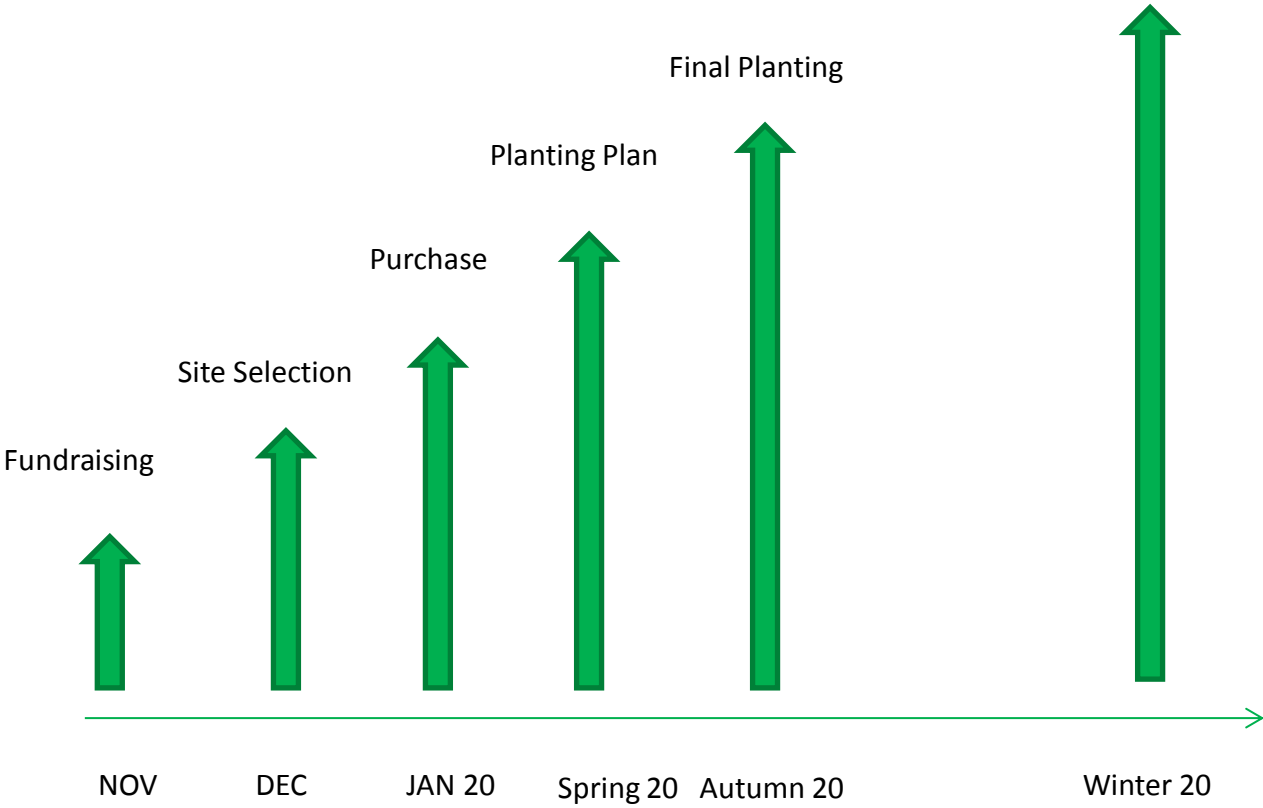 Final Planting
Planting Plan
Purchase
Site Selection
Fundraising
NOV DEC JAN 20 Spring 20 Autumn 20 Winter 20